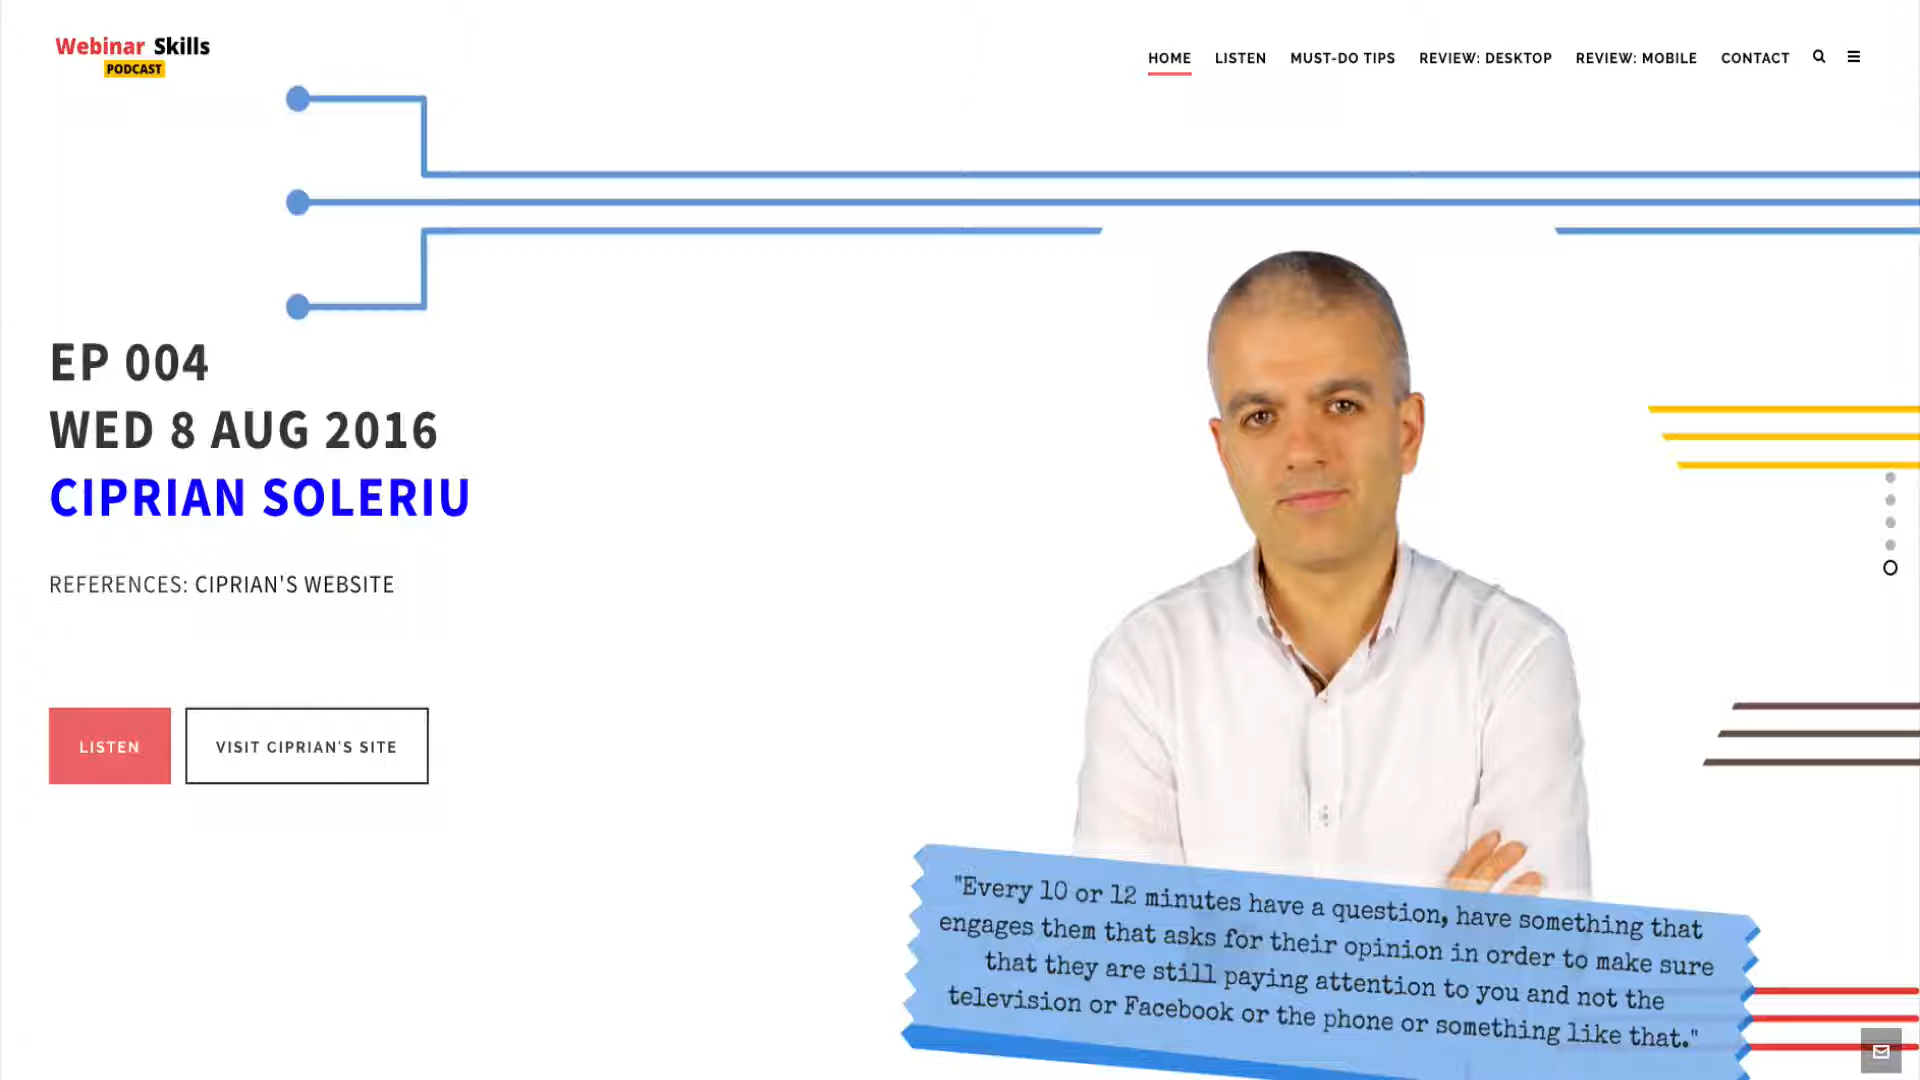 Webinar Skills
PODCAST
HOME LISTEN MUST-DO TIPS REVIEW: DESKTOP REVIEW: MOBILE CONTACT
EP 004
WED 8 AUG 2016
CIPRIAN SOLERIU
REFERENCES: CIPRIAN'S WEBSITE
LISTEN
VISIT CIPRIAN'S SITE
"Every 10 or 12 minutes have a question, have something that
engages them that asks for their opinion in order to make sure
that they are still paying attention to you and not the
television or Facebook or the phone or something like that."